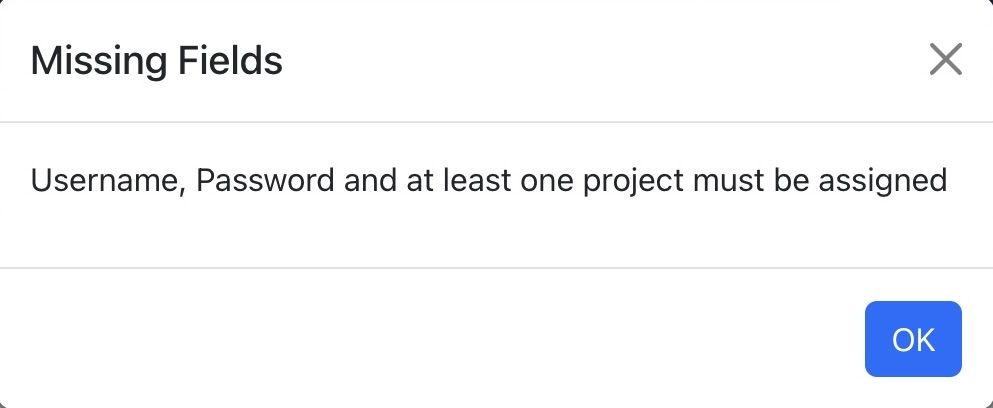 Missing Fields
Username, Password and at least one project must be assigned
OK